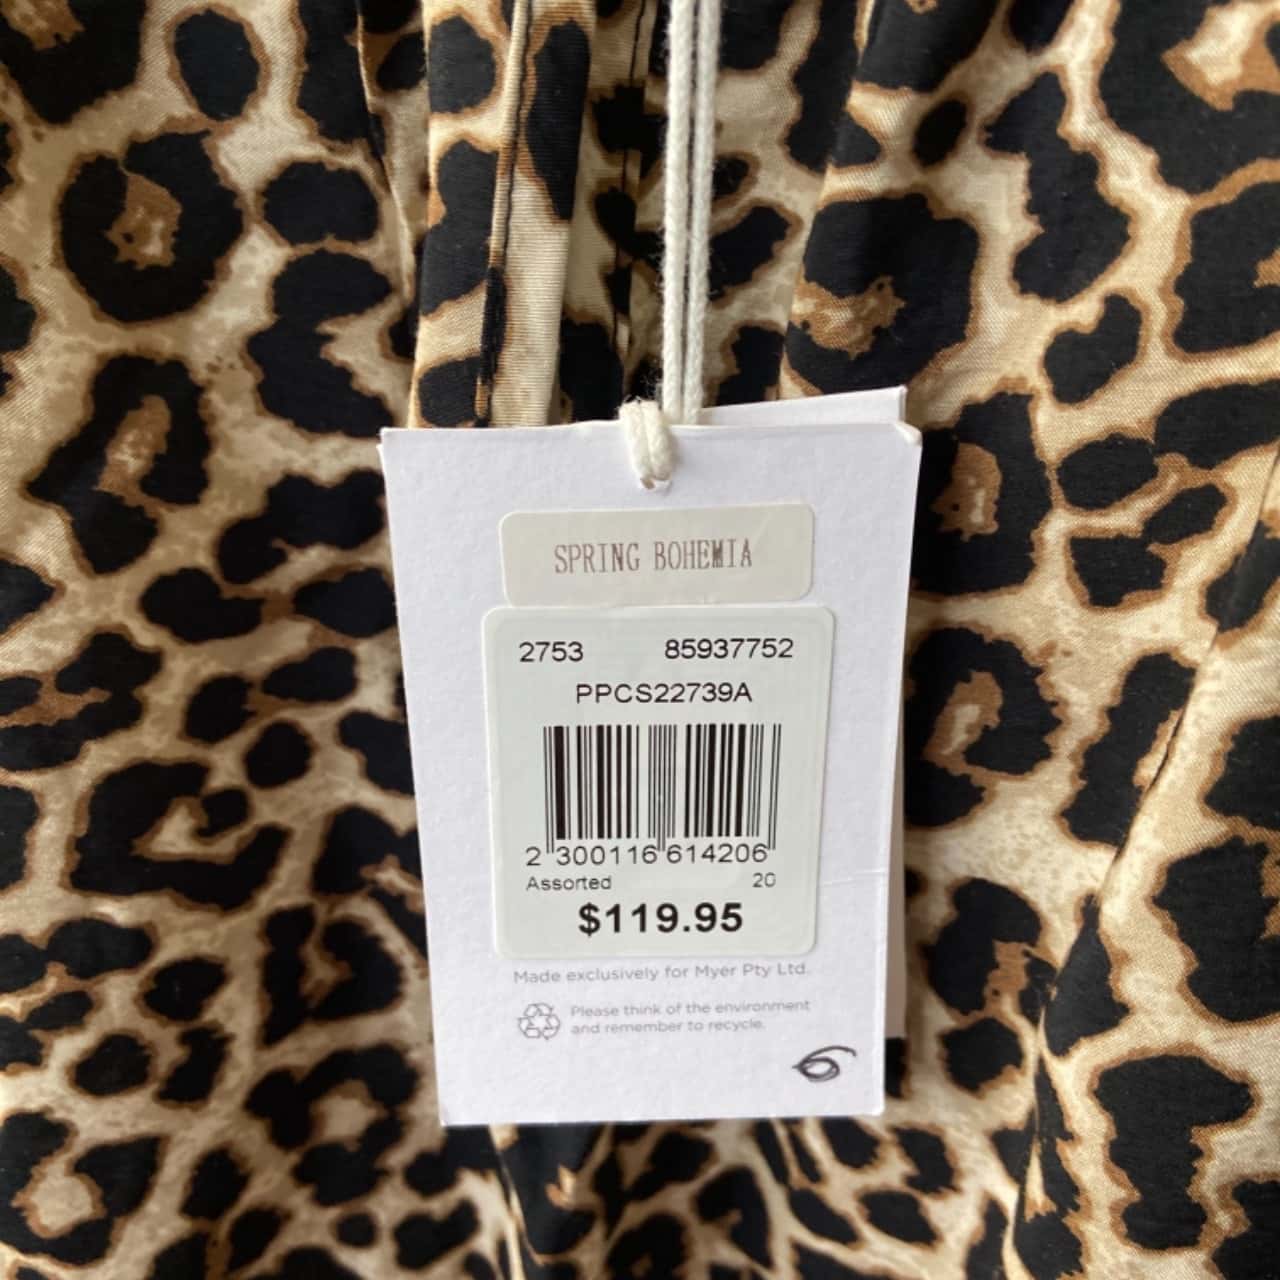 SPRING BOHEMIA
2753 85937752
PPCS22739A
2 300116 614206
Assorted 20
$119.95
Made exclusively for Myer Pty Ltd.
Please think of the environment
and remember to recycle.
6